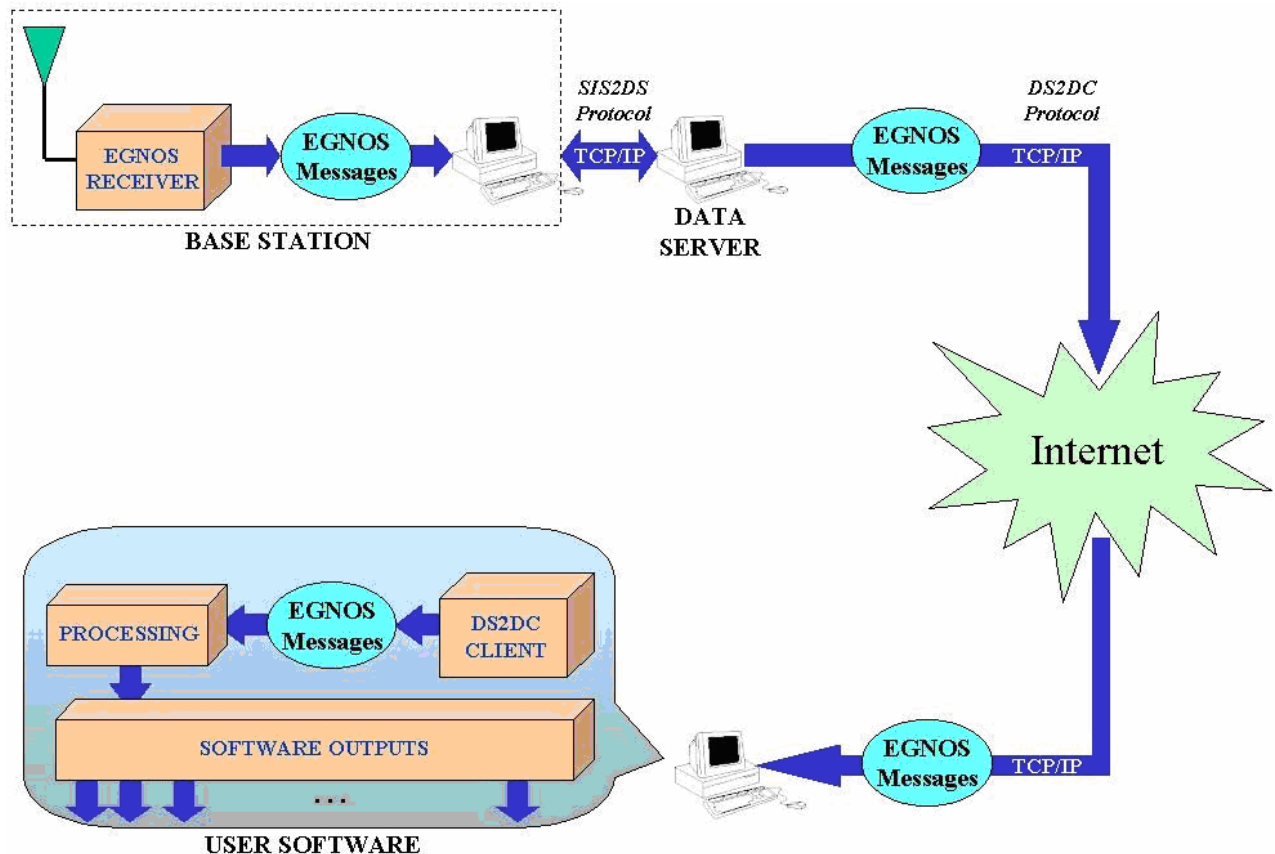 SIS2DS
Protocol
DS2DC
Protocol
EGNOS
RECEIVER
EGNOS
Messages
TCP/IP
EGNOS
Messages
TCP/IP
BASE STATION
DATA
SERVER
Internet
PROCESSING
EGNOS
Messages
DS2DC
CLIENT
SOFTWARE OUTPUTS
...
USER SOFTWARE
EGNOS
Messages
TCP/IP